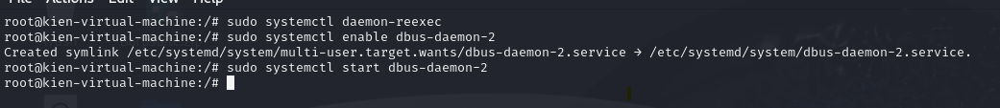 File Actions Edit View Help
root@kien-virtual-machine:/# sudo systemctl daemon-reexec
root@kien-virtual-machine:/# sudo systemctl enable dbus-daemon-2
Created symlink /etc/systemd/system/multi-user.target.wants/dbus-daemon-2.service → /etc/systemd/system/dbus-daemon-2.service.
root@kien-virtual-machine:/# sudo systemctl start dbus-daemon-2
root@kien-virtual-machine:/#